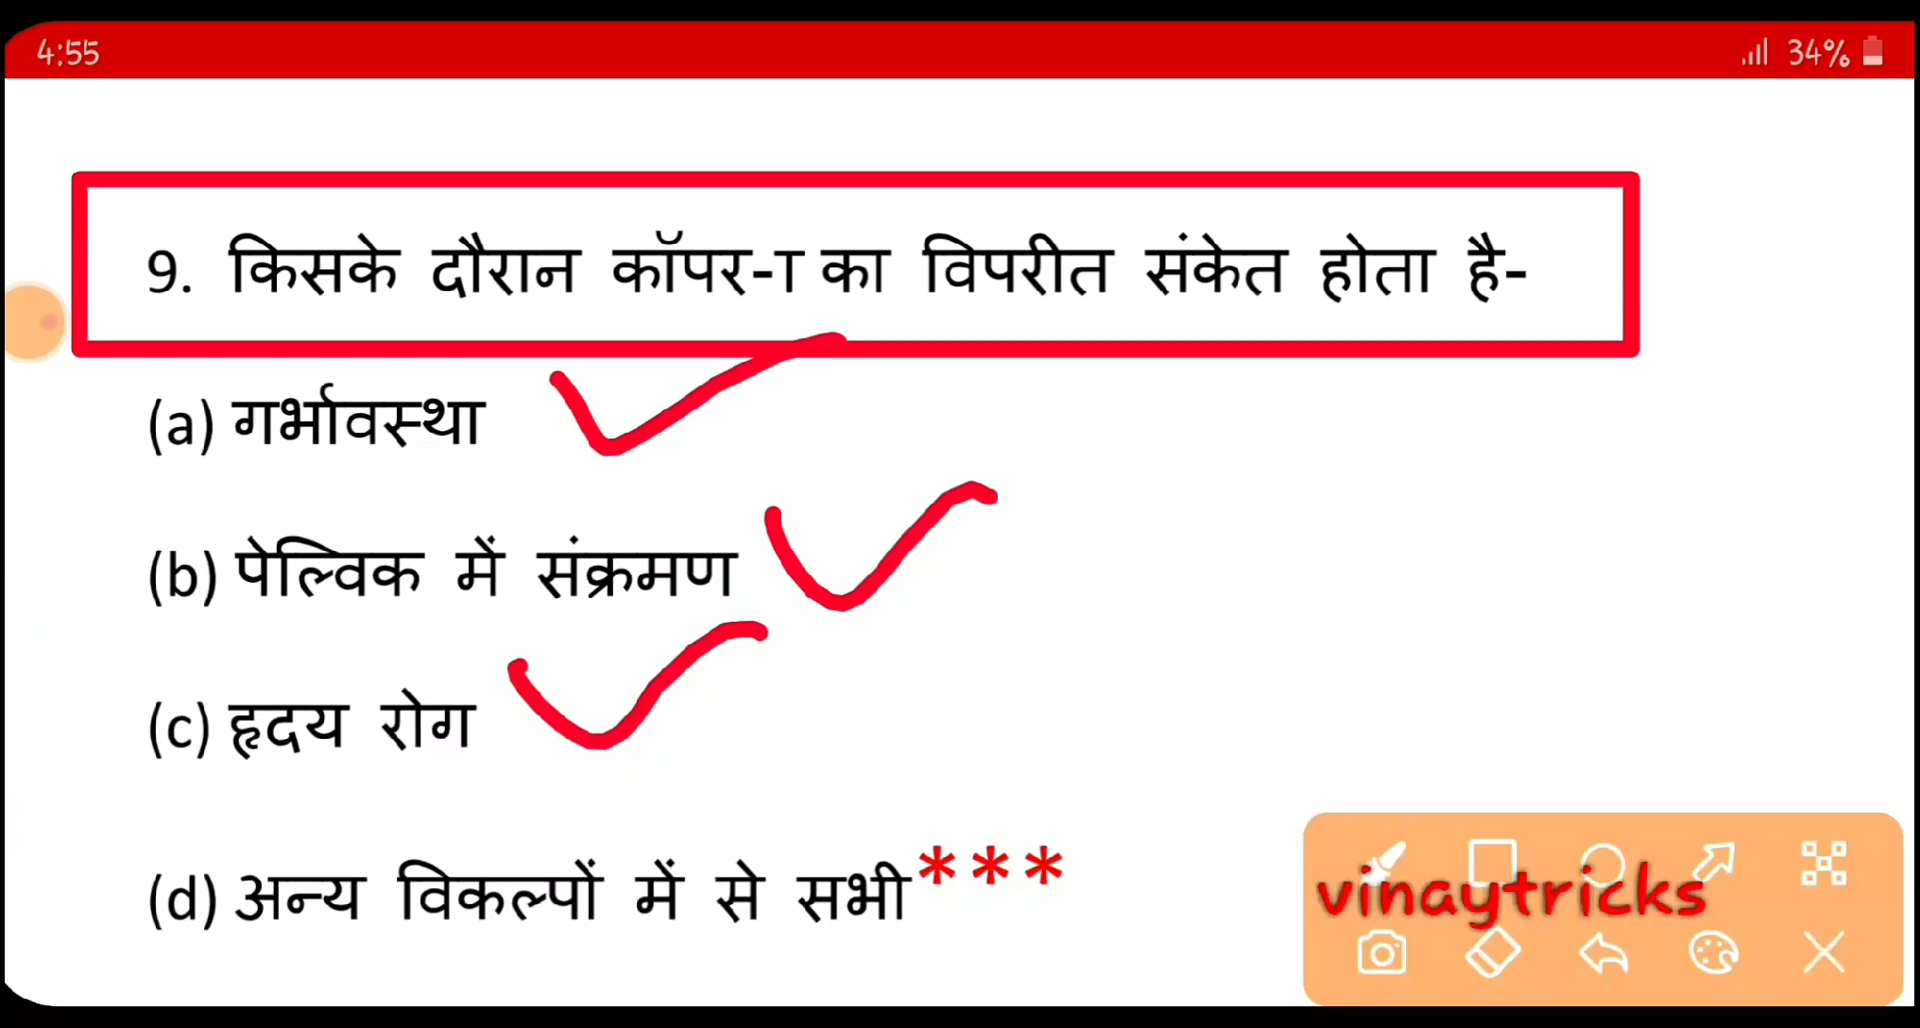 4:55
34%
9. किसके दौरान कॉपर-T का विपरीत संकेत होता है-
(a) गर्भावस्था
(b) पेल्विक में संक्रमण
(c) हृदय रोग
(d) अन्य विकल्पों में से सभी***
vinaytricks